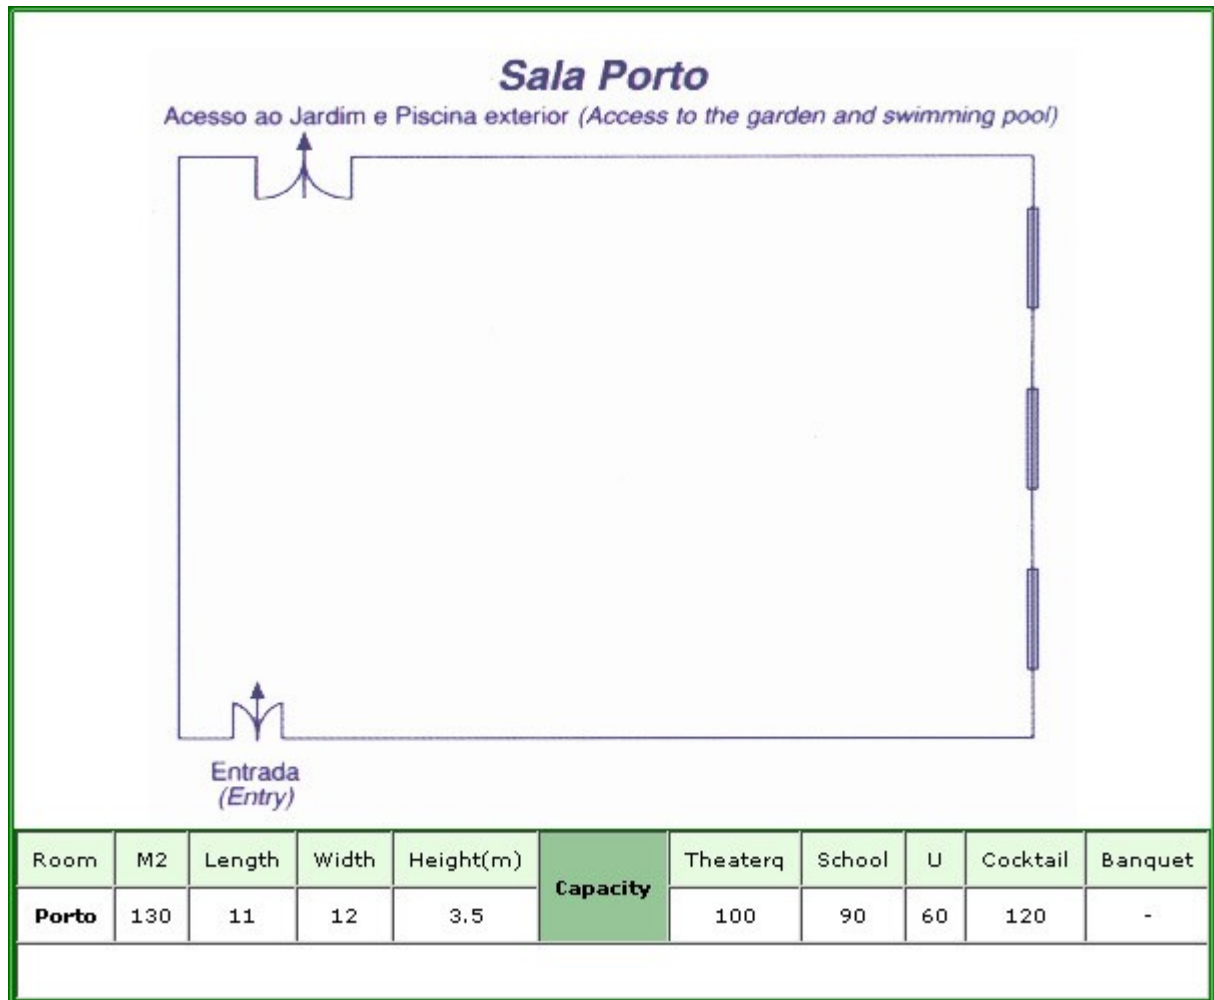 Sala Porto
Acesso ao Jardim e Piscina exterior (Access to the garden and swimming pool)
Entrada
(Entry)
Room M2 Length Width Height(m) Capacity Theaterq School U Cocktail Banquet
Porto 130 11 12 3.5 100 90 60 120 -